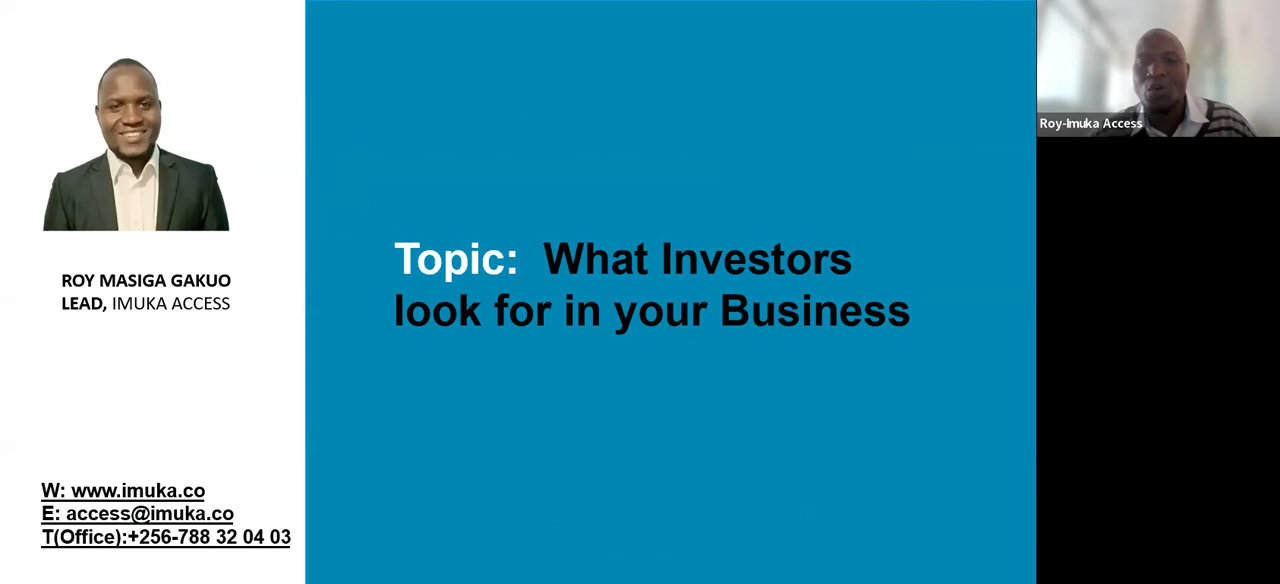 ROY MASIGA GAKUO
LEAD, IMUKA ACCESS
W: www.imuka.co
E: access@imuka.co
T(Office):+256-788 32 04 03
Topic: What Investors
look for in your Business
Roy-Imuka Access